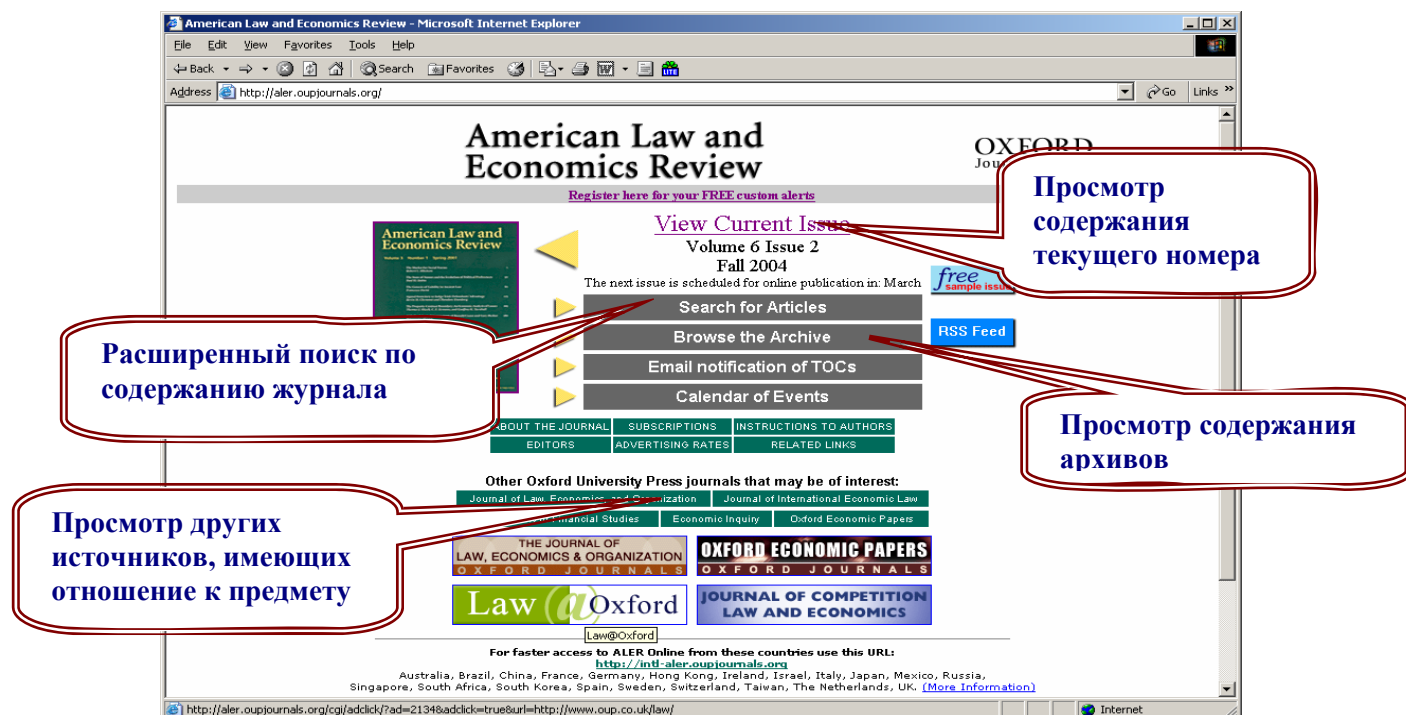 American Law and Economics Review - Microsoft Internet Explorer
File Edit View Favorites Tools Help
Back Search Favorites
Address http://aler.oupjournals.org/ Go Links »
American Law and
Economics Review
OXFORD
Register here for your FREE custom alerts
Просмотр
содержания
текущего номера
American Law and
Economics Review
View Current Issue
Volume 6 Issue 2
Fall 2004
The next issue is scheduled for online publication in: March
free
sample issue
Search for Articles
Browse the Archive
RSS Feed
Email notification of TOCs
Calendar of Events
Расширенный поиск по
содержанию журнала
Просмотр содержания
архивов
ABOUT THE JOURNAL SUBSCRIPTIONS INSTRUCTIONS TO AUTHORS
EDITORS ADVERTISING RATES RELATED LINKS
Other Oxford University Press journals that may be of interest:
Journal of Law, Economics, and Organization Journal of International Economic Law
Financial Studies Economic Inquiry Oxford Economic Papers
Просмотр других
источников, имеющих
отношение к предмету
THE JOURNAL OF
LAW, ECONOMICS & ORGANIZATION
OXFORD JOURNALS
OXFORD ECONOMIC PAPERS
OXFORD JOURNALS
Law@Oxford
JOURNAL OF COMPETITION
LAW AND ECONOMICS
Law@Oxford
For faster access to ALER Online from these countries use this URL:
http://intl-aler.oupjournals.org
Australia, Brazil, China, France, Germany, Hong Kong, Ireland, Israel, Italy, Japan, Mexico, Russia,
Singapore, South Africa, South Korea, Spain, Sweden, Switzerland, Taiwan, The Netherlands, UK. (More Information)
http://aler.oupjournals.org/cgi/adclick/?ad=2134&adclick=true&url=http://www.oup.co.uk/law/ Internet